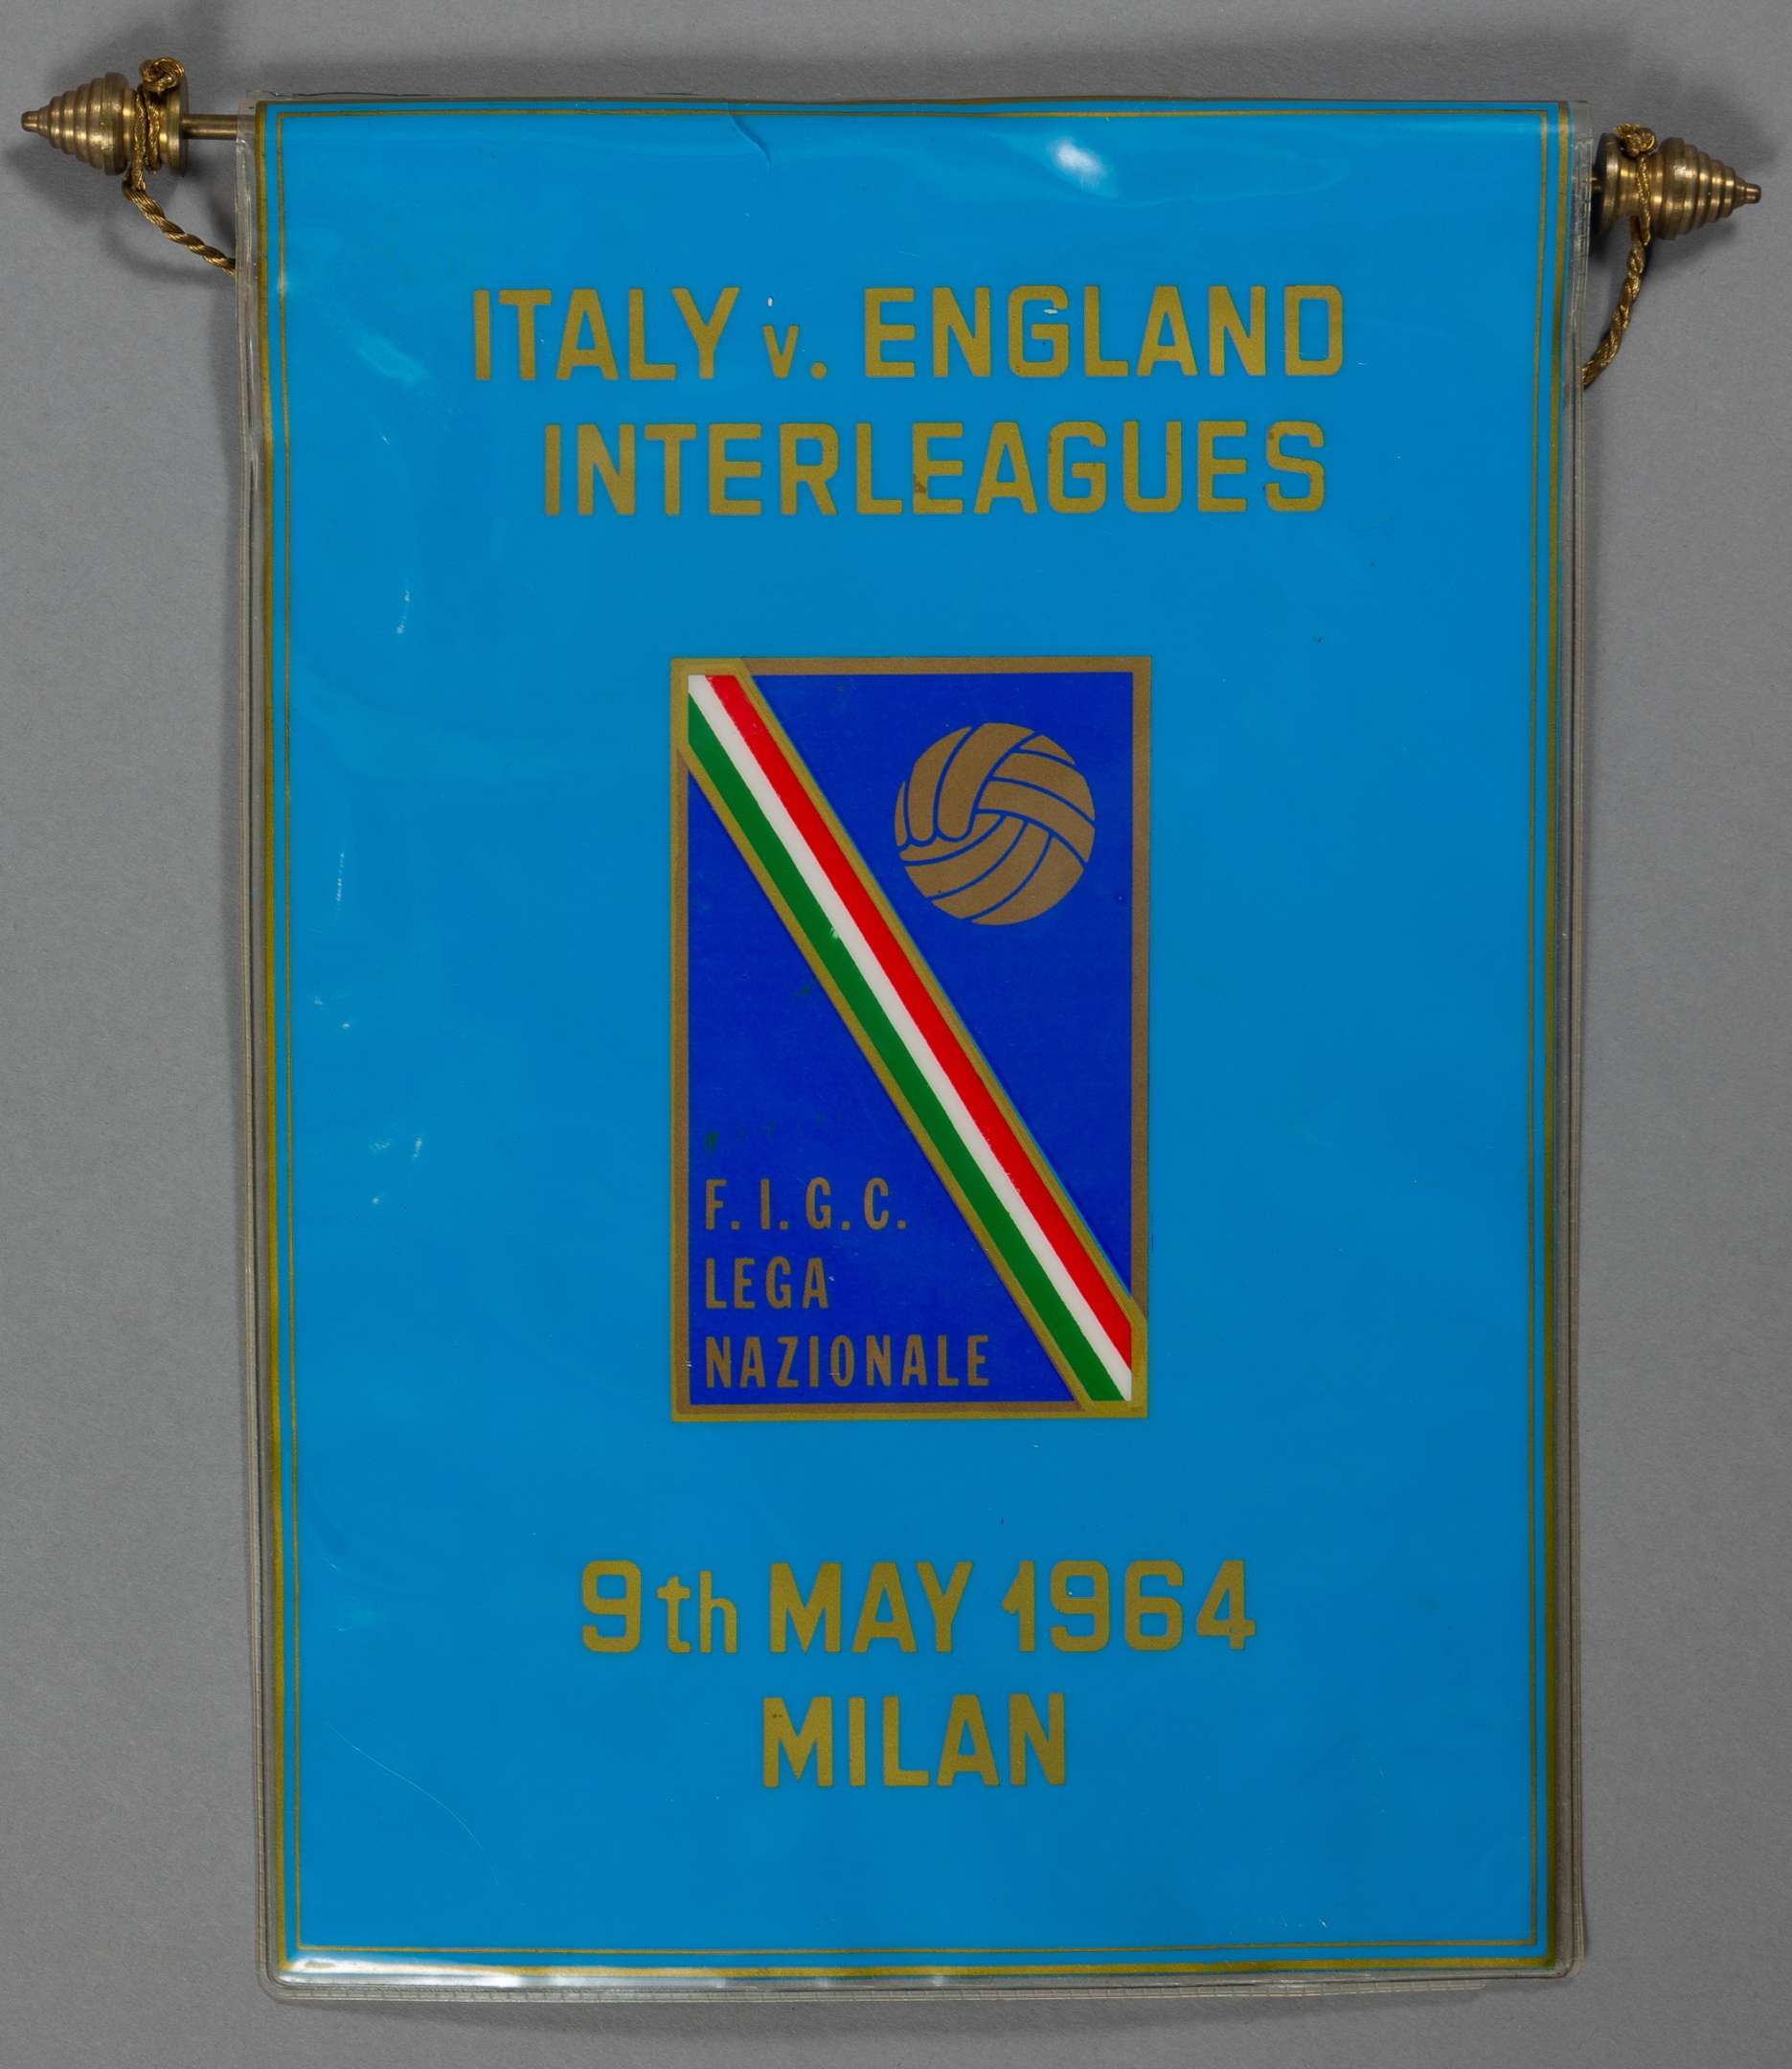 ITALY v. ENGLAND
INTERLEAGUES
F. I. G. C.
LEGA
NAZIONALE
9th MAY 1964
MILAN